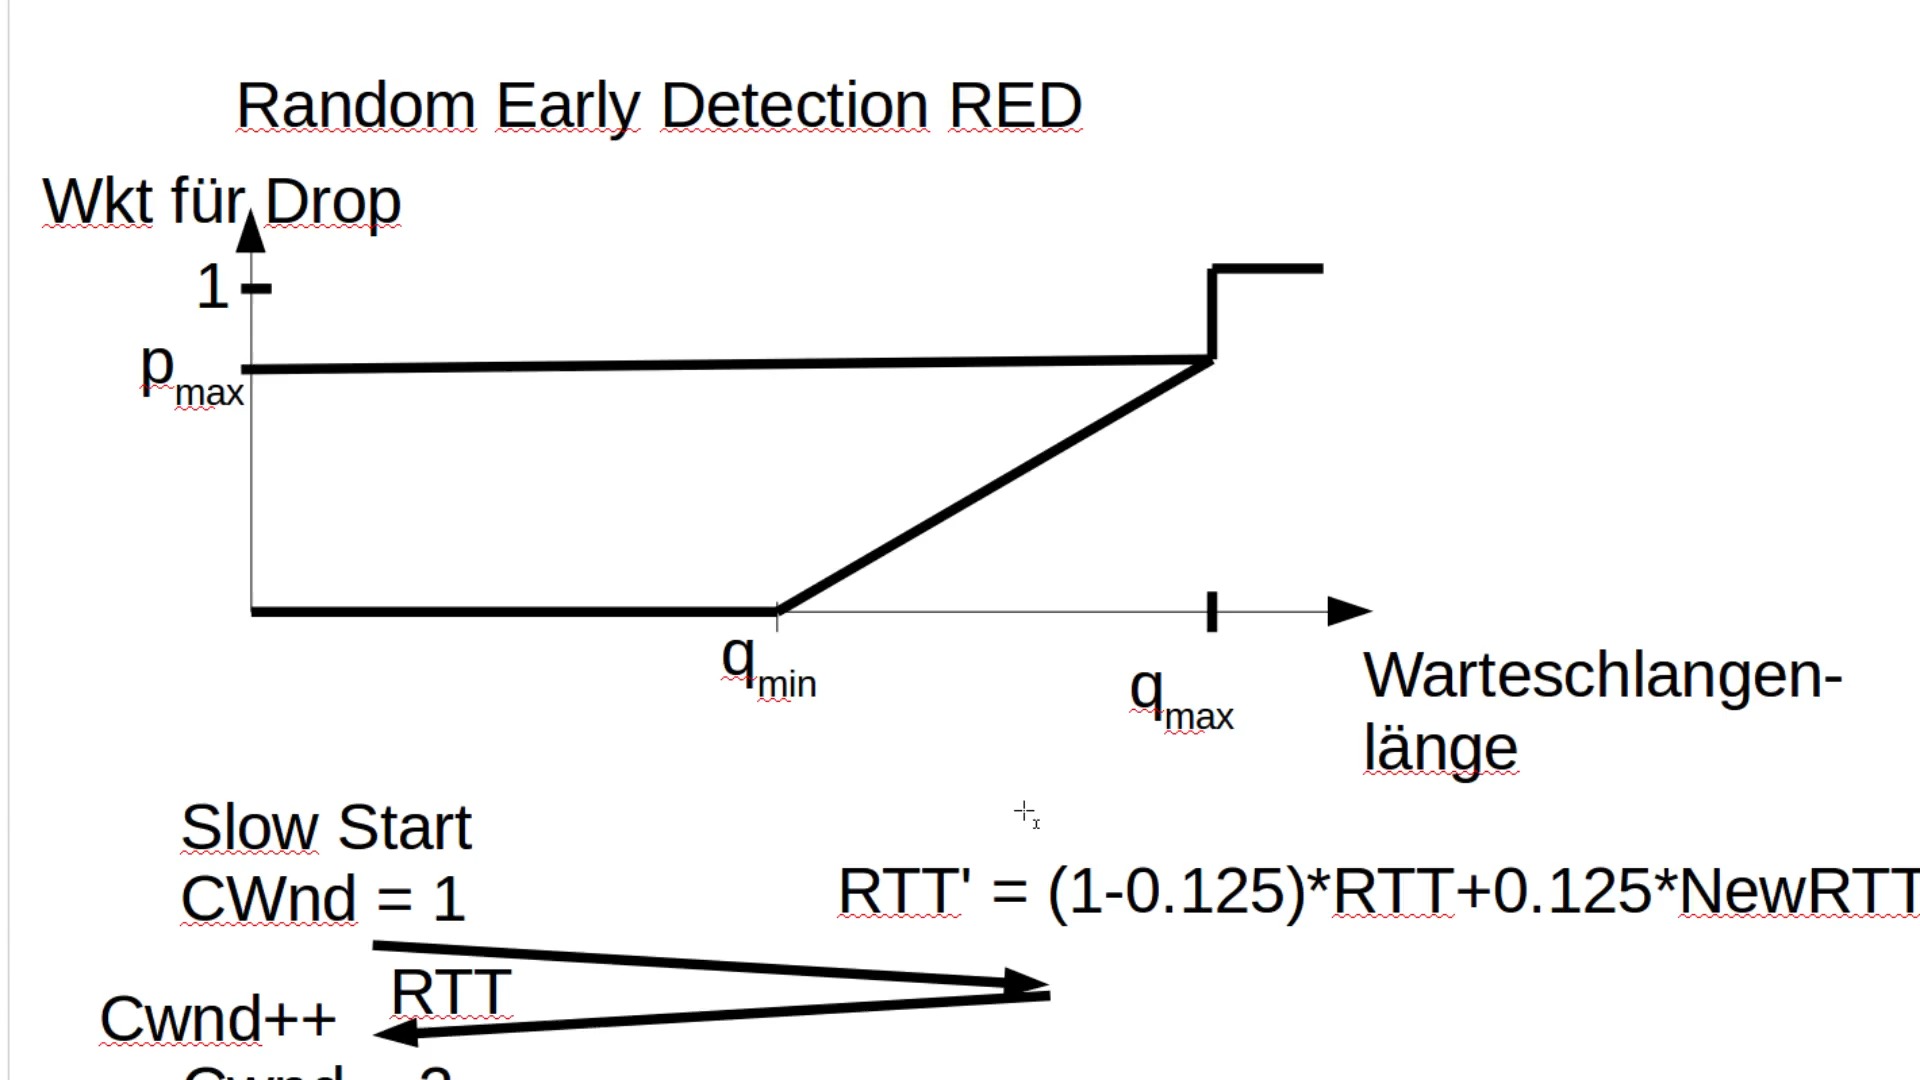 Random Early Detection RED
Wkt für Drop
1
pmax
qmin
qmax
Warteschlangen-
länge
Slow Start
CWnd = 1
RTT' = (1-0.125)*RTT+0.125*NewRTT
RTT
Cwnd++